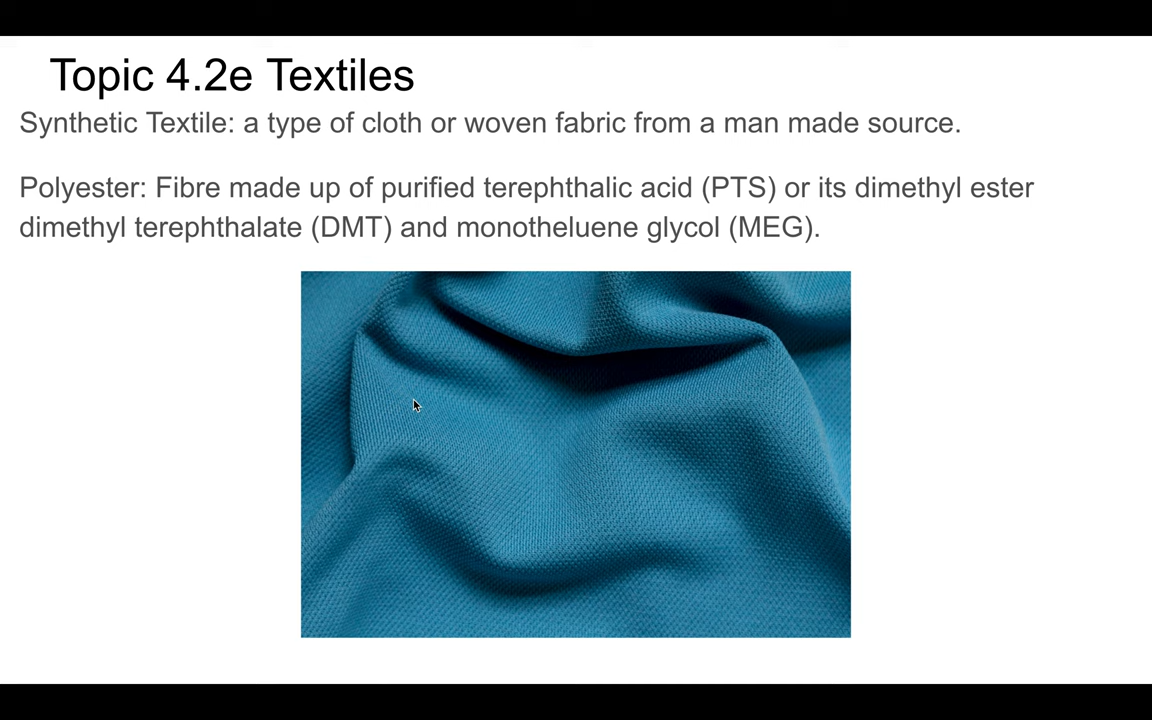 Topic 4.2e Textiles
Synthetic Textile: a type of cloth or woven fabric from a man made source.
Polyester: Fibre made up of purified terephthalic acid (PTS) or its dimethyl ester
dimethyl terephthalate (DMT) and monotheluene glycol (MEG).